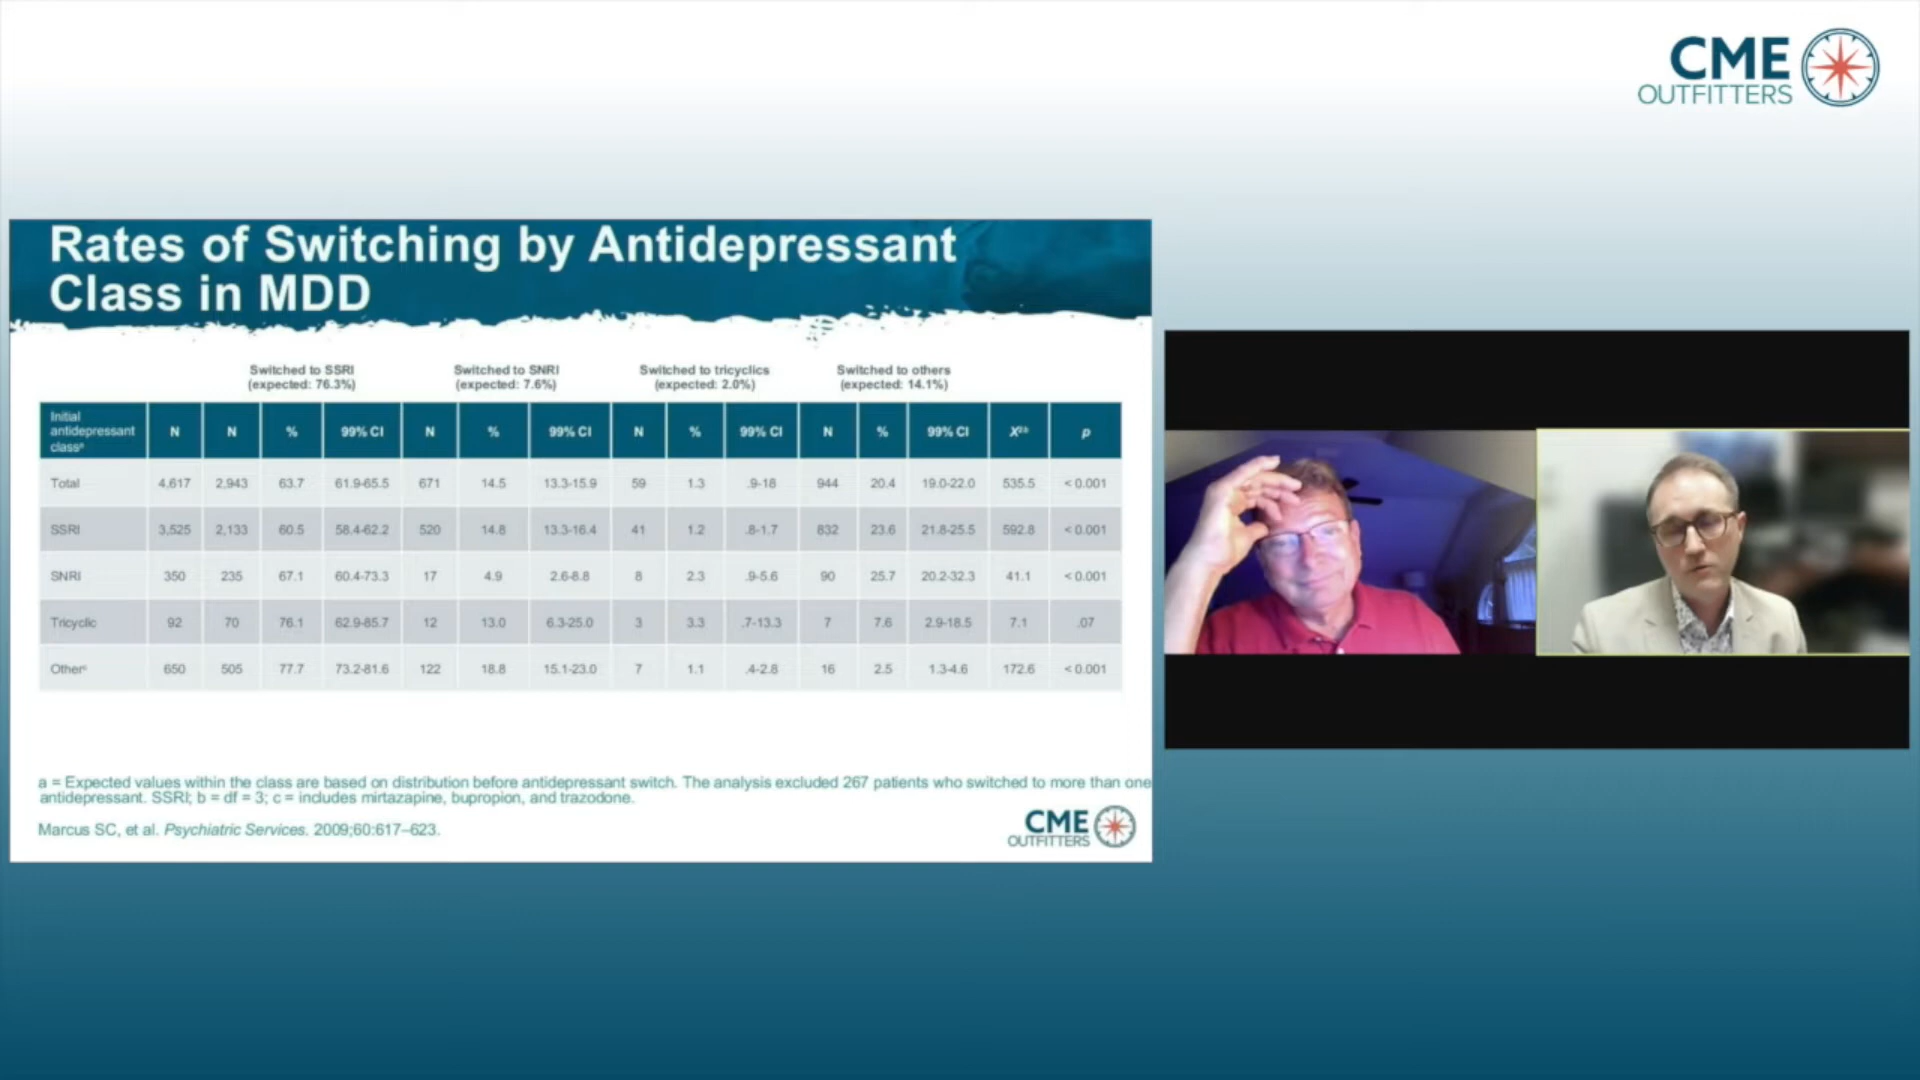 CME
OUTFITTERS
Rates of Switching by Antidepressant
Class in MDD
Switched to SSRI
(expected: 76.3%)
Switched to SNRI
(expected: 7.6%)
Switched to tricyclics
(expected: 2.0%)
Switched to others
(expected: 14.1%)
Initial
antidepressant
classᵃ
N N % 99% CI N % 99% CI N % 99% CI N % 99% CI X²ᵇ p
Total 4,617 2,943 63.7 61.9-65.5 671 14.5 13.3-15.9 59 1.3 .9-18 944 20.4 19.0-22.0 535.5 < 0.001
SSRI 3,525 2,133 60.5 58.4-62.2 520 14.8 13.3-16.4 41 1.2 .8-1.7 832 23.6 21.8-25.5 592.8 < 0.001
SNRI 350 235 67.1 60.4-73.3 17 4.9 2.6-8.8 8 2.3 .9-5.6 90 25.7 20.2-32.3 41.1 < 0.001
Tricyclic 92 70 76.1 62.9-85.7 12 13.0 6.3-25.0 3 3.3 .7-13.3 7 7.6 2.9-18.5 7.1 .07
Otherᶜ 650 505 77.7 73.2-81.6 122 18.8 15.1-23.0 7 1.1 .4-2.8 16 2.5 1.3-4.6 172.6 < 0.001
a = Expected values within the class are based on distribution before antidepressant switch. The analysis excluded 267 patients who switched to more than one
antidepressant. SSRI; b = df = 3; c = includes mirtazapine, bupropion, and trazodone.
Marcus SC, et al. Psychiatric Services. 2009;60:617–623.
CME
OUTFITTERS